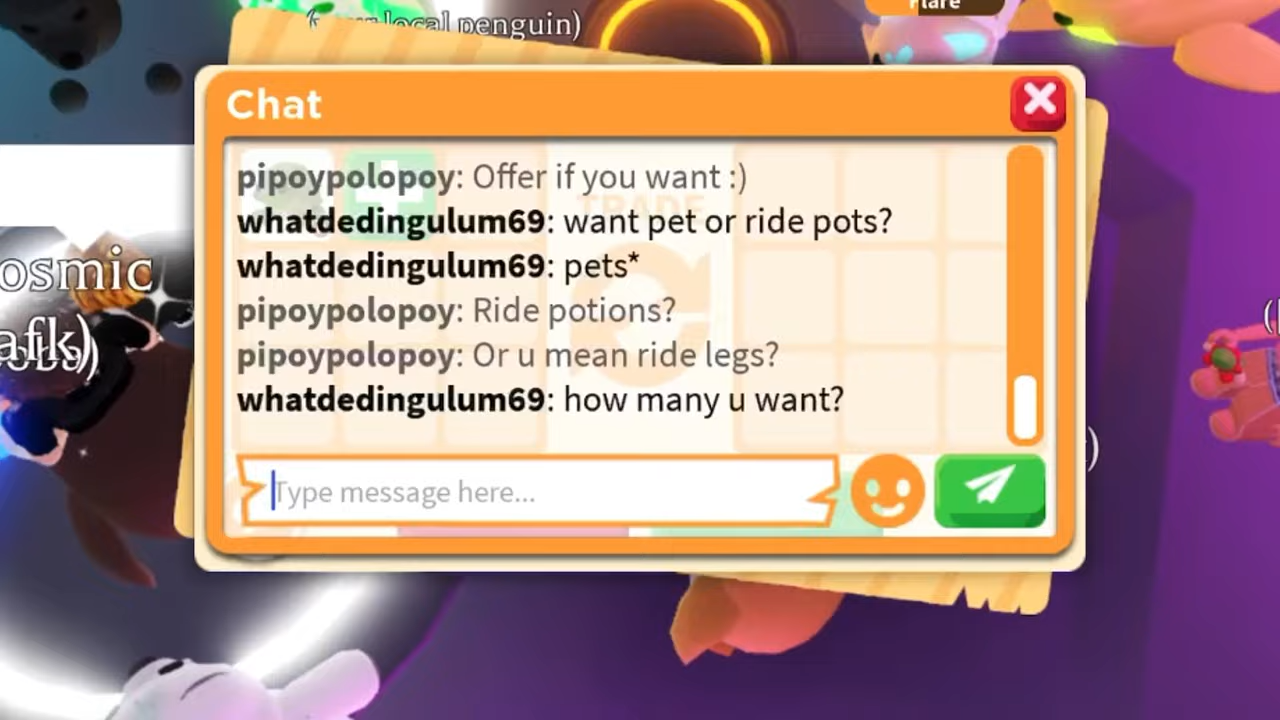 local penguin)
Flare
Chat
pipoypolopoy: Offer if you want :)
TRADE
whatdedingulum69: want pet or ride pots?
whatdedingulum69: pets*
osmic
pipoypolopoy: Ride potions?
afk)
pipoypolopoy: Or u mean ride legs?
whatdedingulum69: how many u want?
Type message here...